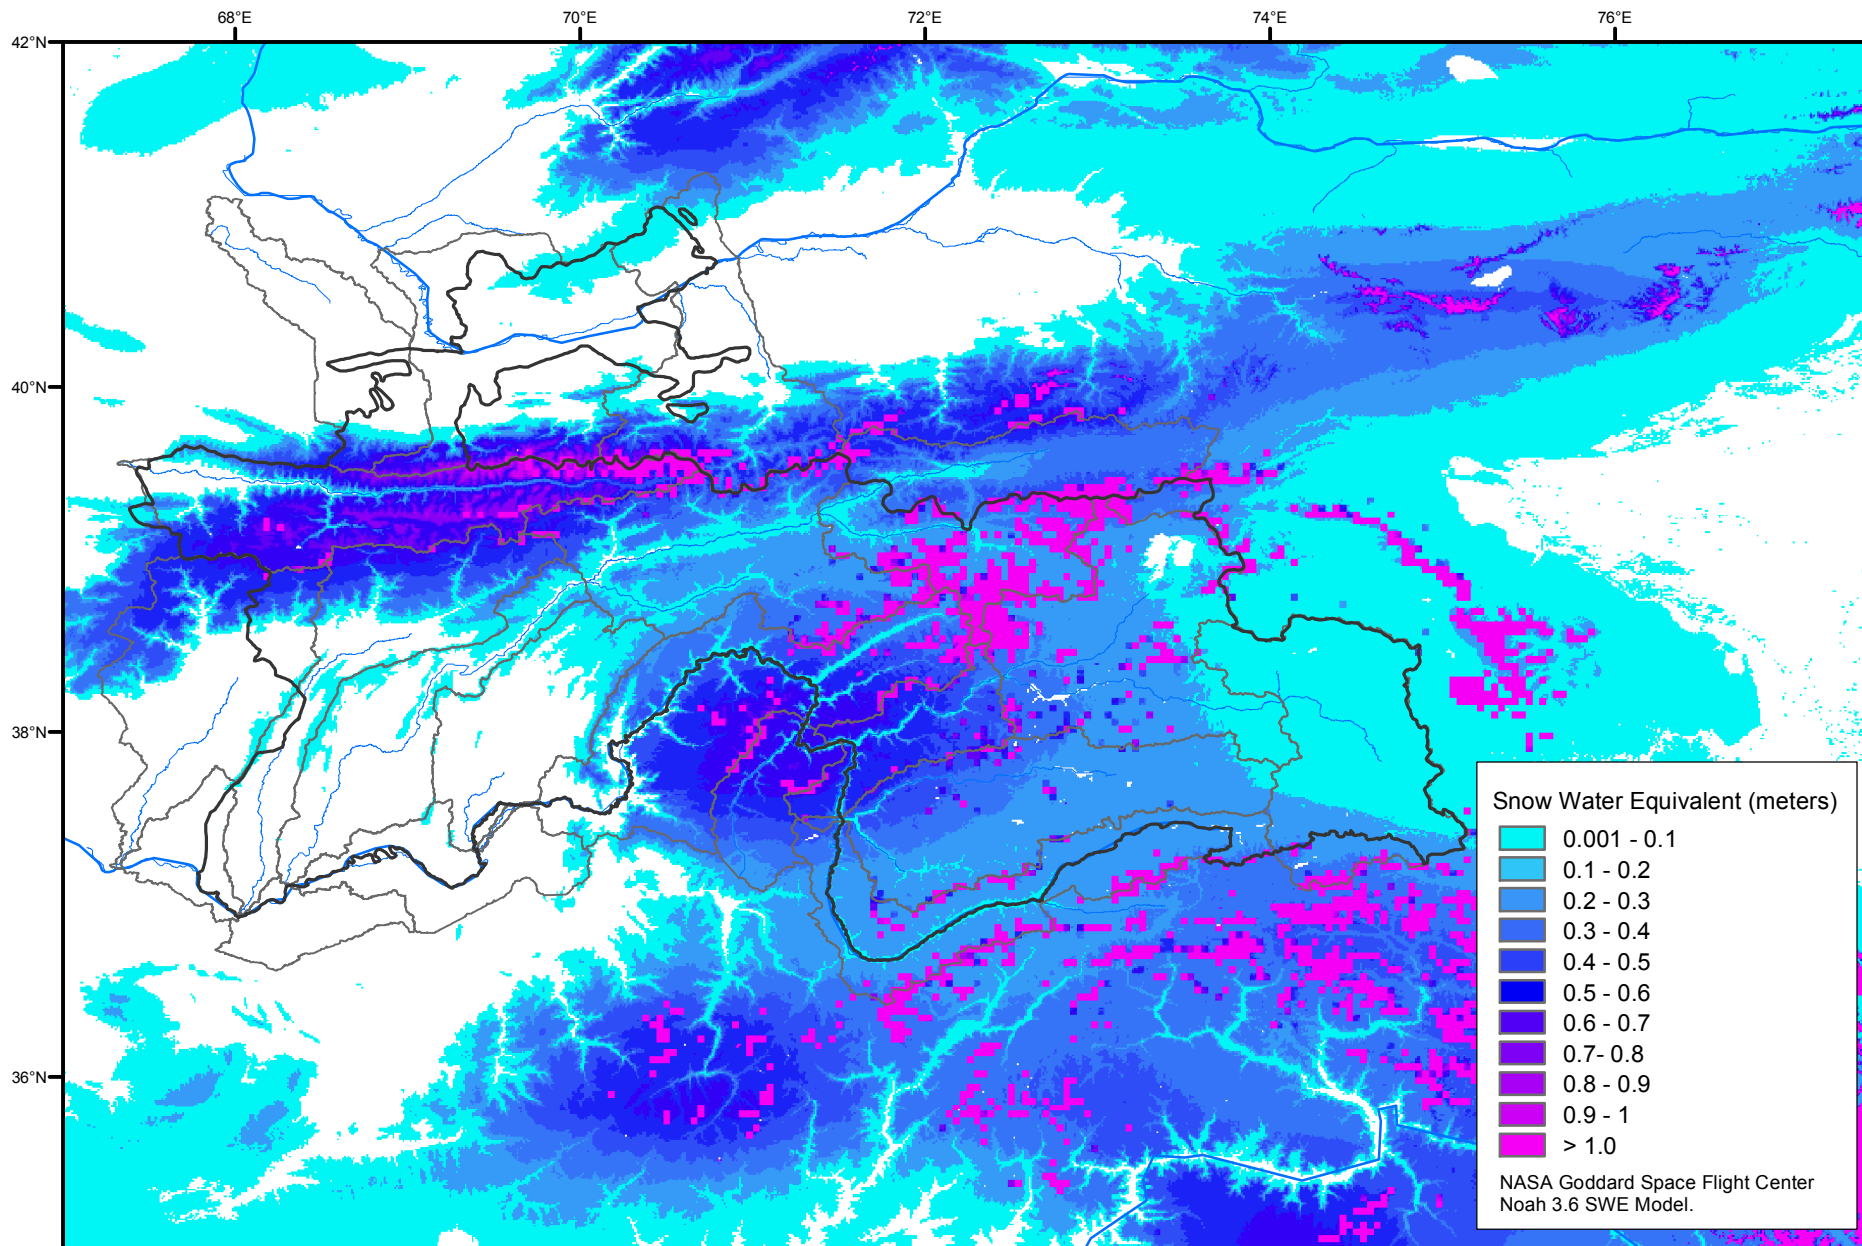 68°E 70°E 72°E 74°E 76°E
42°N
40°N
38°N
36°N
Snow Water Equivalent (meters)
0.001 - 0.1
0.1 - 0.2
0.2 - 0.3
0.3 - 0.4
0.4 - 0.5
0.5 - 0.6
0.6 - 0.7
0.7- 0.8
0.8 - 0.9
0.9 - 1
> 1.0
NASA Goddard Space Flight Center
Noah 3.6 SWE Model.